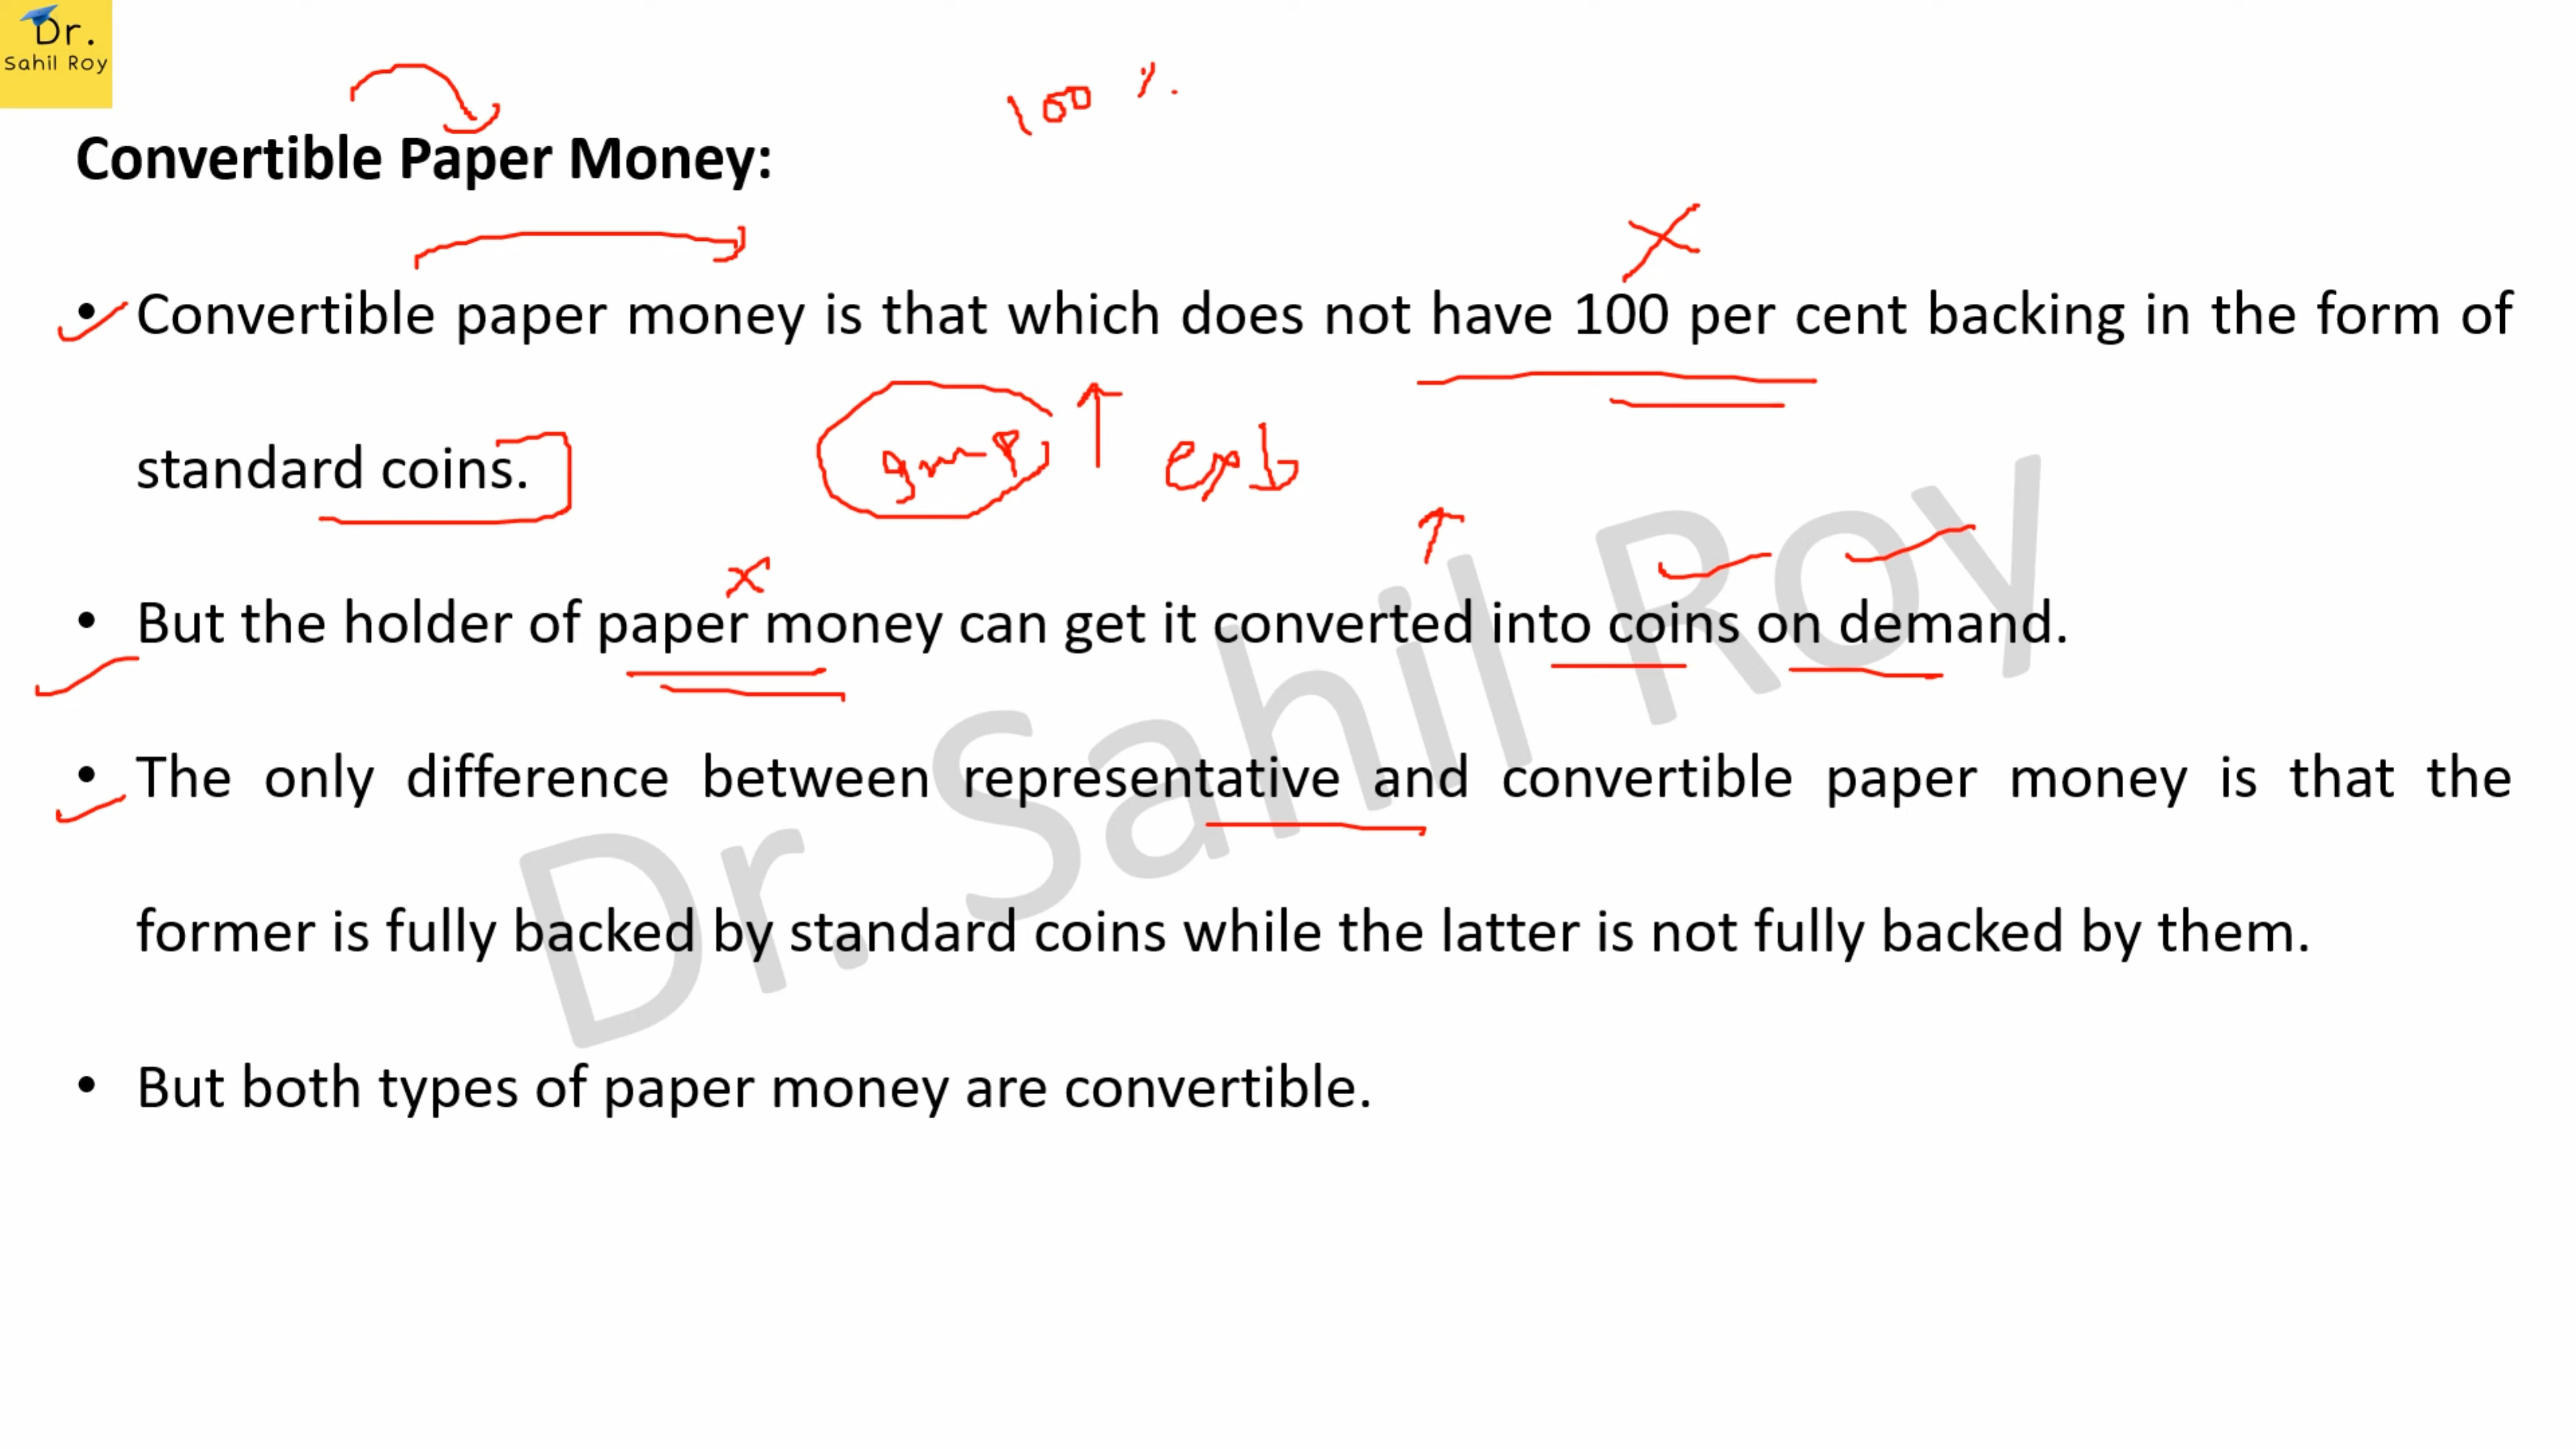 Dr.
Sahil Roy
100 %.
Convertible Paper Money:
• Convertible paper money is that which does not have 100 per cent backing in the form of
standard coins.
• But the holder of paper money can get it converted into coins on demand.
• The only difference between representative and convertible paper money is that the
former is fully backed by standard coins while the latter is not fully backed by them.
• But both types of paper money are convertible.
Dr. Sahil Roy